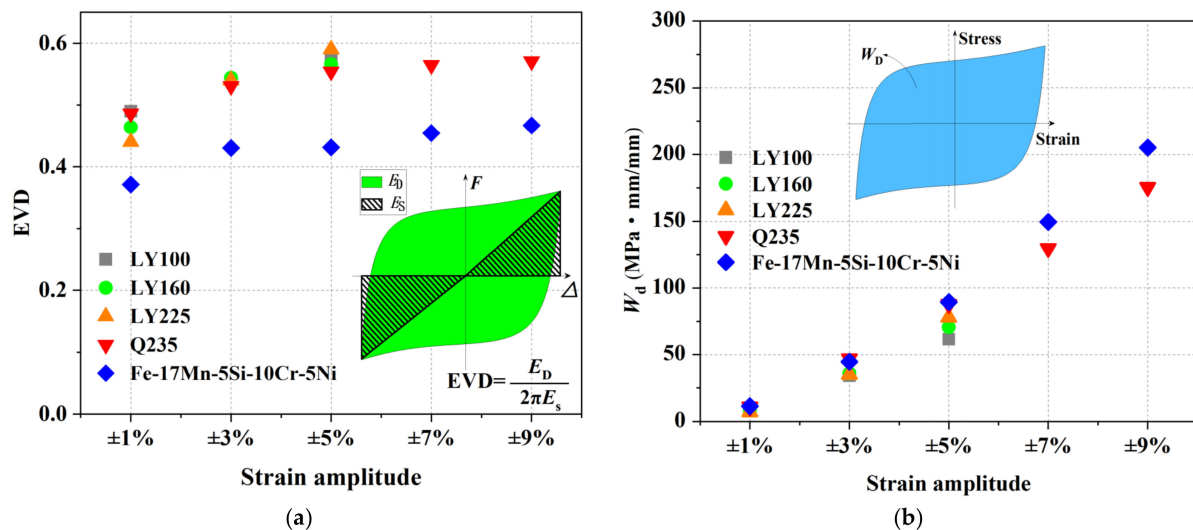 0.6
0.4
0.2
0.0
EVD
LY100
LY160
LY225
Q235
Fe-17Mn-5Si-10Cr-5Ni
E_D
E_S
F
Δ
EVD= E_D / 2πE_s
±1% ±3% ±5% ±7% ±9%
Strain amplitude
(a)
300
250
200
150
100
50
0
W_d (MPa·mm/mm)
Stress
W_D
Strain
LY100
LY160
LY225
Q235
Fe-17Mn-5Si-10Cr-5Ni
±1% ±3% ±5% ±7% ±9%
Strain amplitude
(b)